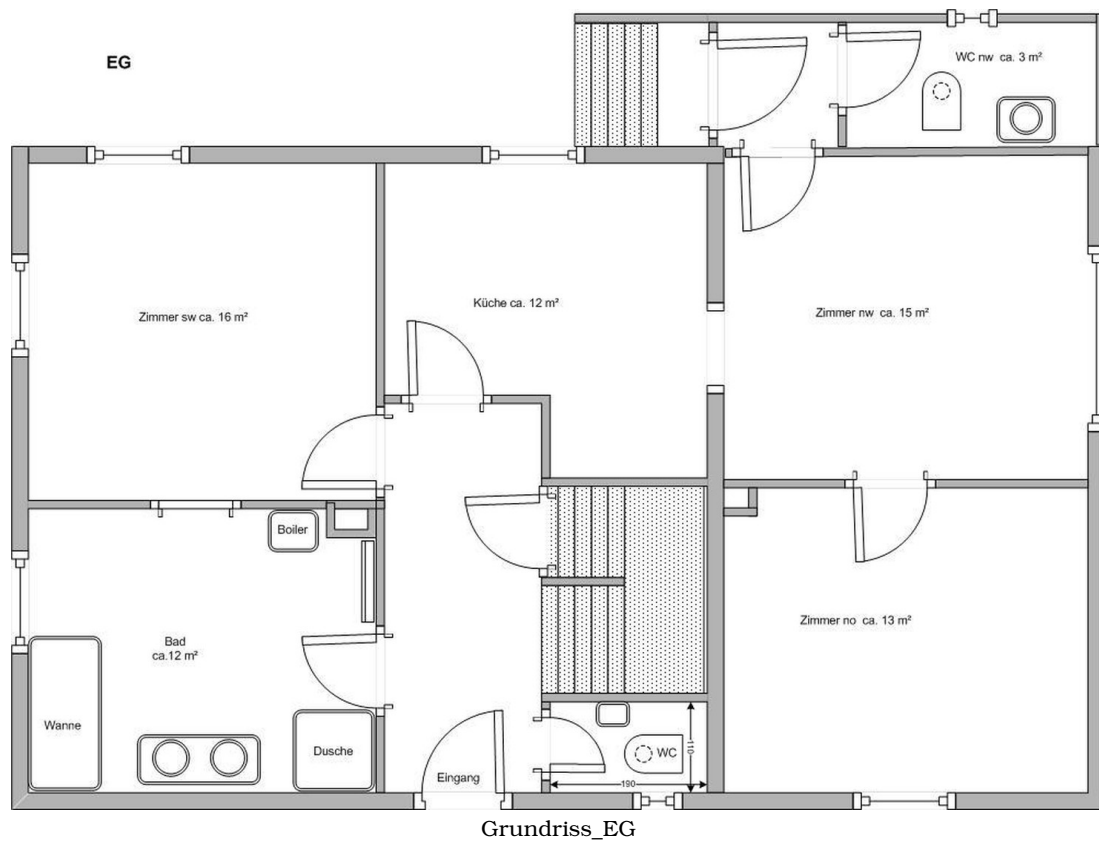 EG
WC nw ca. 3 m²
Zimmer sw ca. 16 m²
Küche ca. 12 m²
Zimmer nw ca. 15 m²
Boiler
Bad
ca.12 m²
Zimmer no ca. 13 m²
Wanne
Dusche
Eingang
WC
110
190
Grundriss_EG